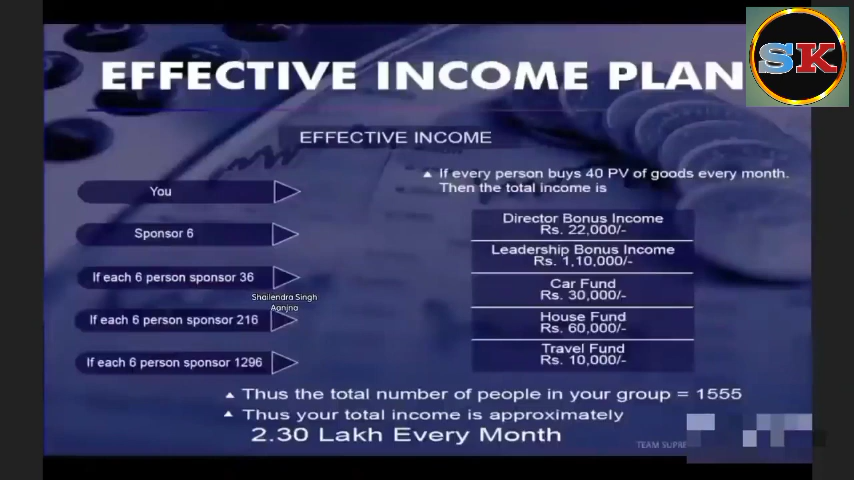 SK
EFFECTIVE INCOME PLAN
EFFECTIVE INCOME
If every person buys 40 PV of goods every month.
Then the total income is
You
Sponsor 6
If each 6 person sponsor 36
Shailendra Singh
Aanjna
If each 6 person sponsor 216
If each 6 person sponsor 1296
Director Bonus Income
Rs. 22,000/-
Leadership Bonus Income
Rs. 1,10,000/-
Car Fund
Rs. 30,000/-
House Fund
Rs. 60,000/-
Travel Fund
Rs. 10,000/-
Thus the total number of people in your group = 1555
Thus your total income is approximately
2.30 Lakh Every Month
TEAM SUPRE